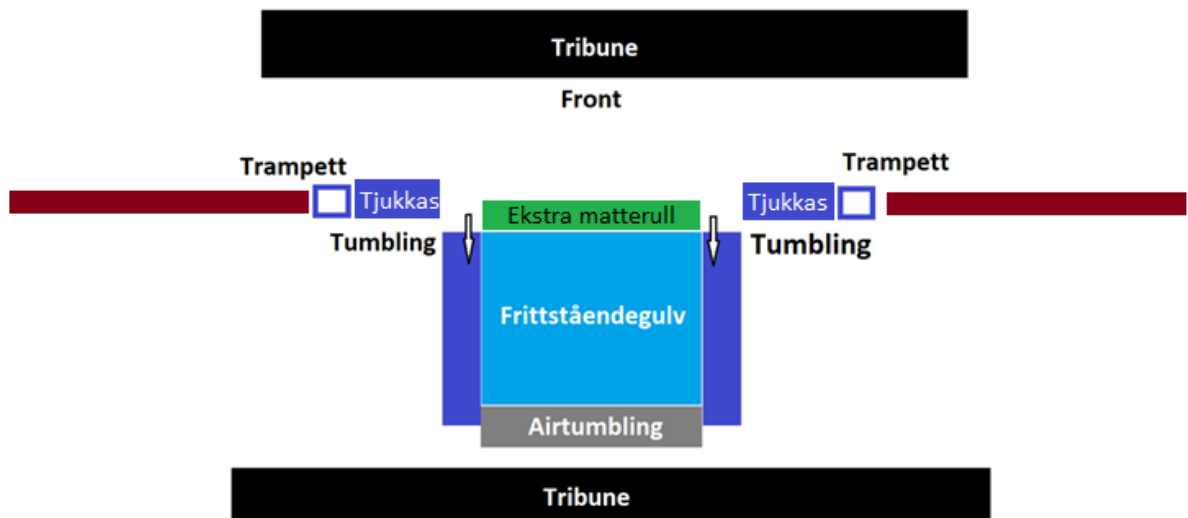 Tribune
Front
Trampett
Trampett
Tjukkas
Tjukkas
Ekstra matterull
Tumbling
Tumbling
Frittståendegulv
Airtumbling
Tribune